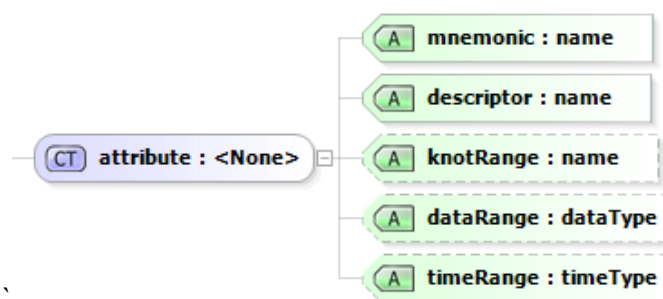 A mnemonic : name
A descriptor : name
CT attribute : <None>
A knotRange : name
A dataRange : dataType
A timeRange : timeType
`